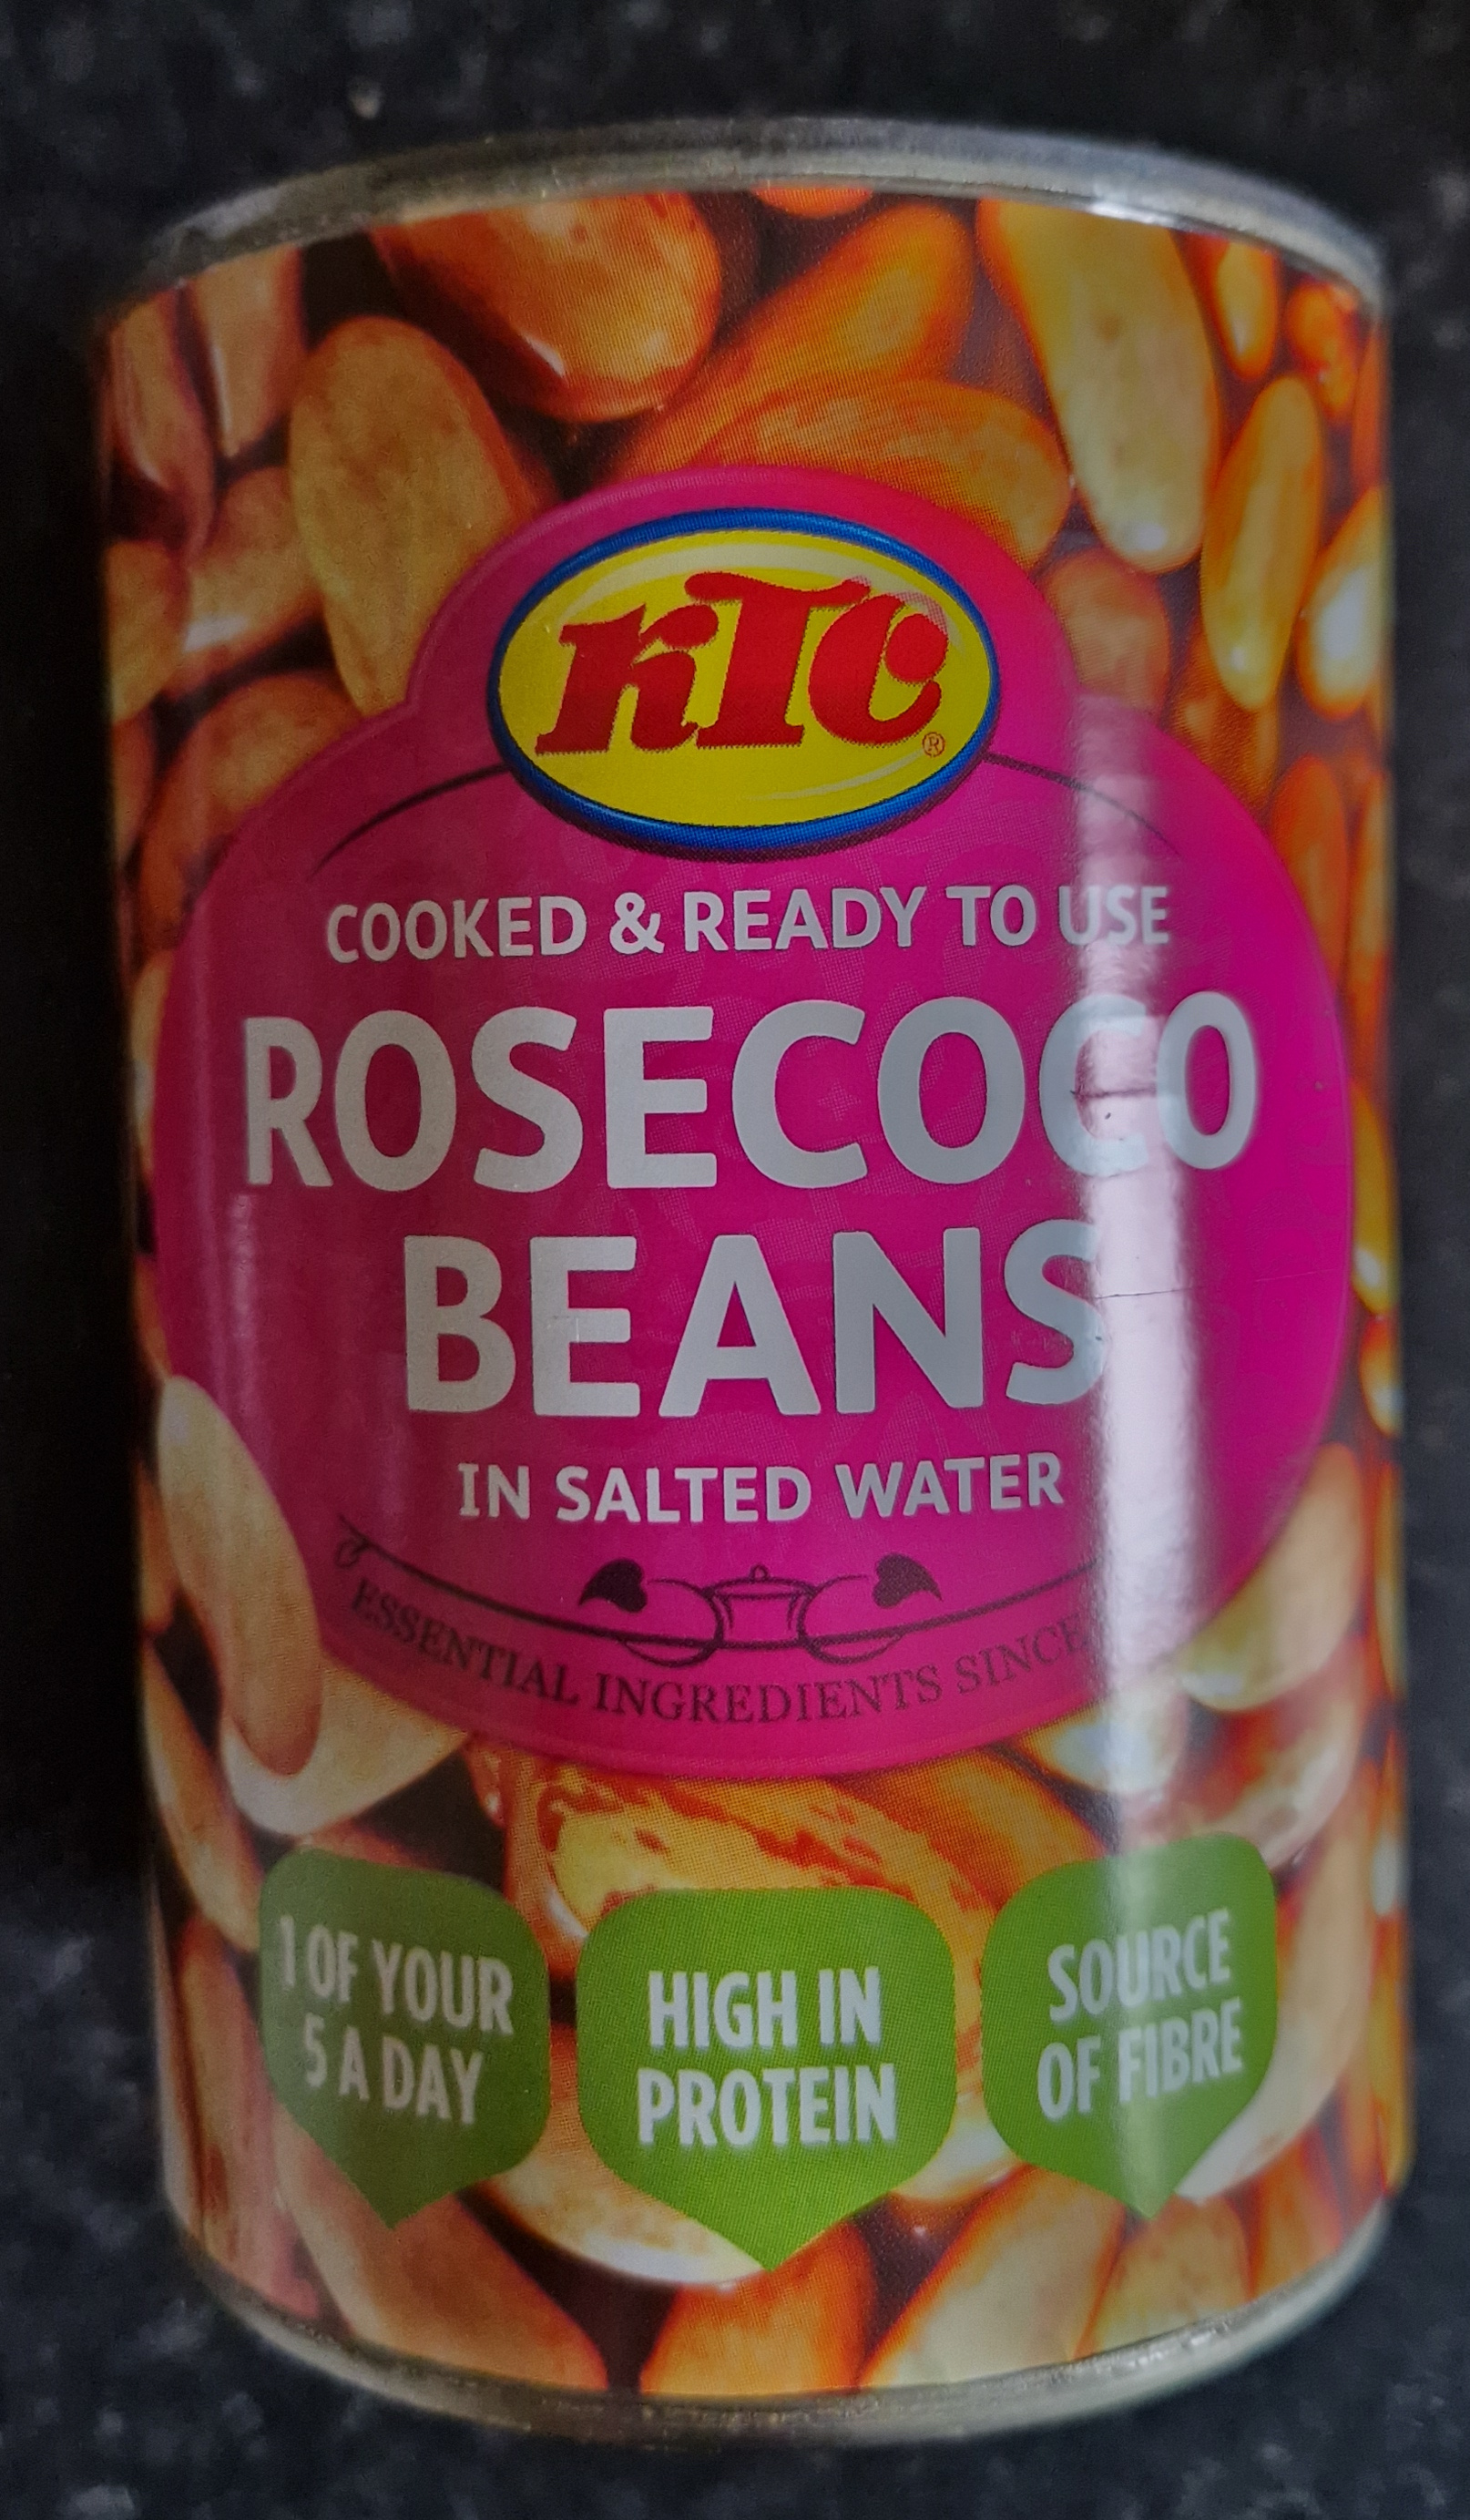 KTC®
COOKED & READY TO USE
ROSECOCO
BEANS
IN SALTED WATER
ESSENTIAL INGREDIENTS SINCE
1 OF YOUR
5 A DAY
HIGH IN
PROTEIN
SOURCE
OF FIBRE